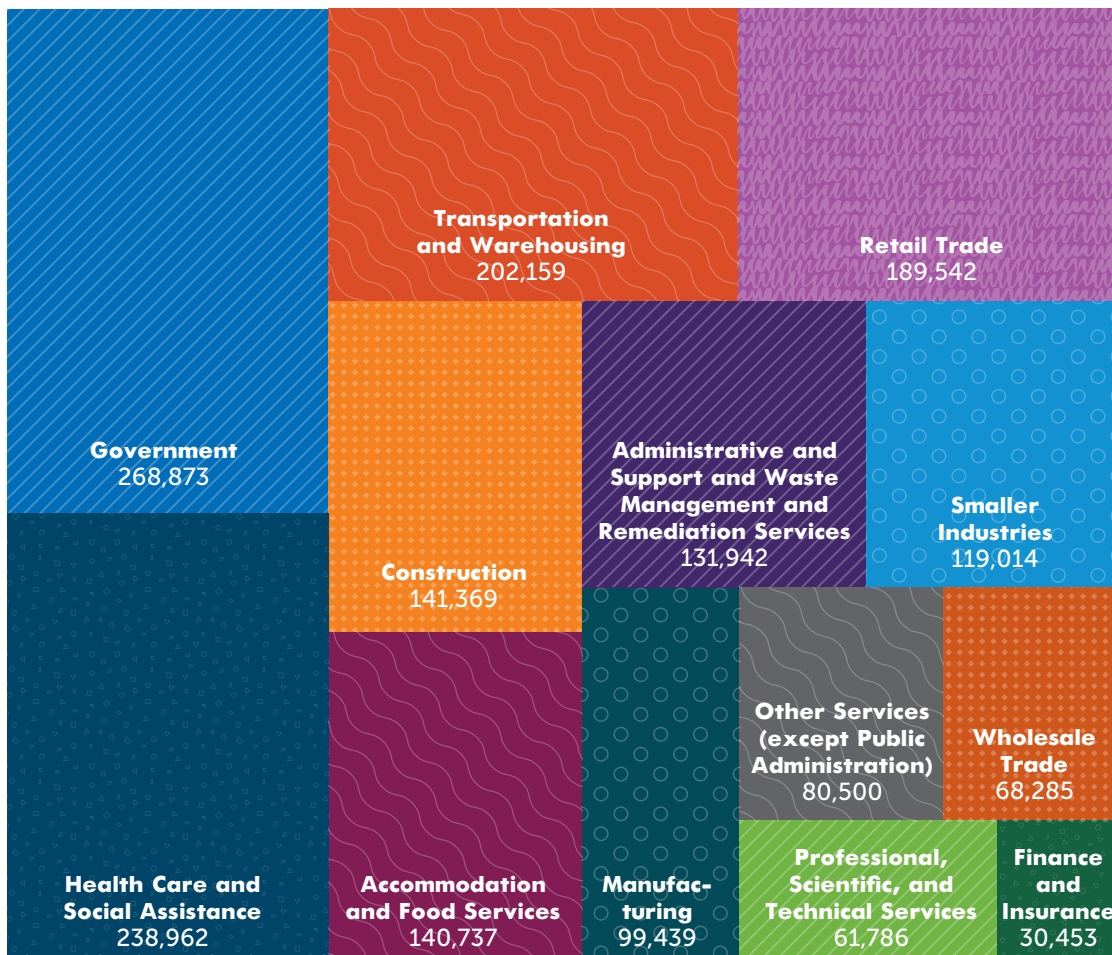 Government
268,873
Transportation
and Warehousing
202,159
Retail Trade
189,542
Construction
141,369
Administrative and
Support and Waste
Management and
Remediation Services
131,942
Smaller
Industries
119,014
Health Care and
Social Assistance
238,962
Accommodation
and Food Services
140,737
Manufac-
turing
99,439
Other Services
(except Public
Administration)
80,500
Wholesale
Trade
68,285
Professional,
Scientific, and
Technical Services
61,786
Finance
and
Insurance
30,453